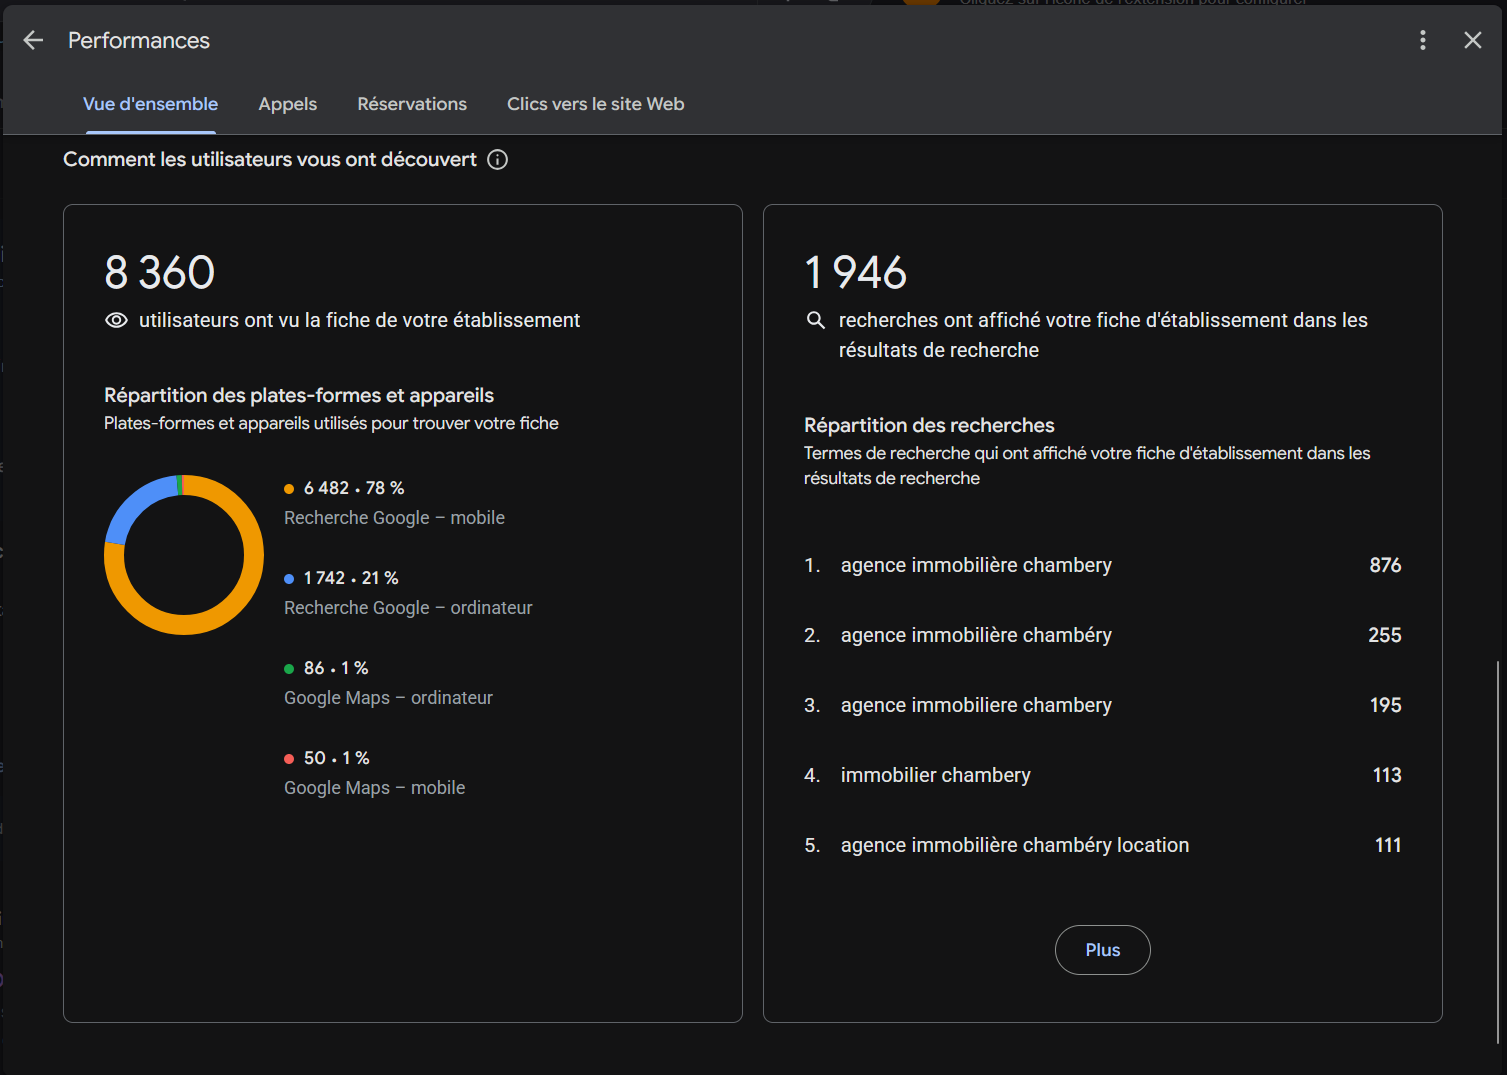 Performances
Vue d'ensemble
Appels
Réservations
Clics vers le site Web
Comment les utilisateurs vous ont découvert
8 360
utilisateurs ont vu la fiche de votre établissement
Répartition des plates-formes et appareils
Plates-formes et appareils utilisés pour trouver votre fiche
6 482 • 78 %
Recherche Google – mobile
1 742 • 21 %
Recherche Google – ordinateur
86 • 1 %
Google Maps – ordinateur
50 • 1 %
Google Maps – mobile
1 946
recherches ont affiché votre fiche d'établissement dans les
résultats de recherche
Répartition des recherches
Termes de recherche qui ont affiché votre fiche d'établissement dans les
résultats de recherche
1. agence immobilière chambery 876
2. agence immobilière chambéry 255
3. agence immobiliere chambery 195
4. immobilier chambery 113
5. agence immobilière chambéry location 111
Plus